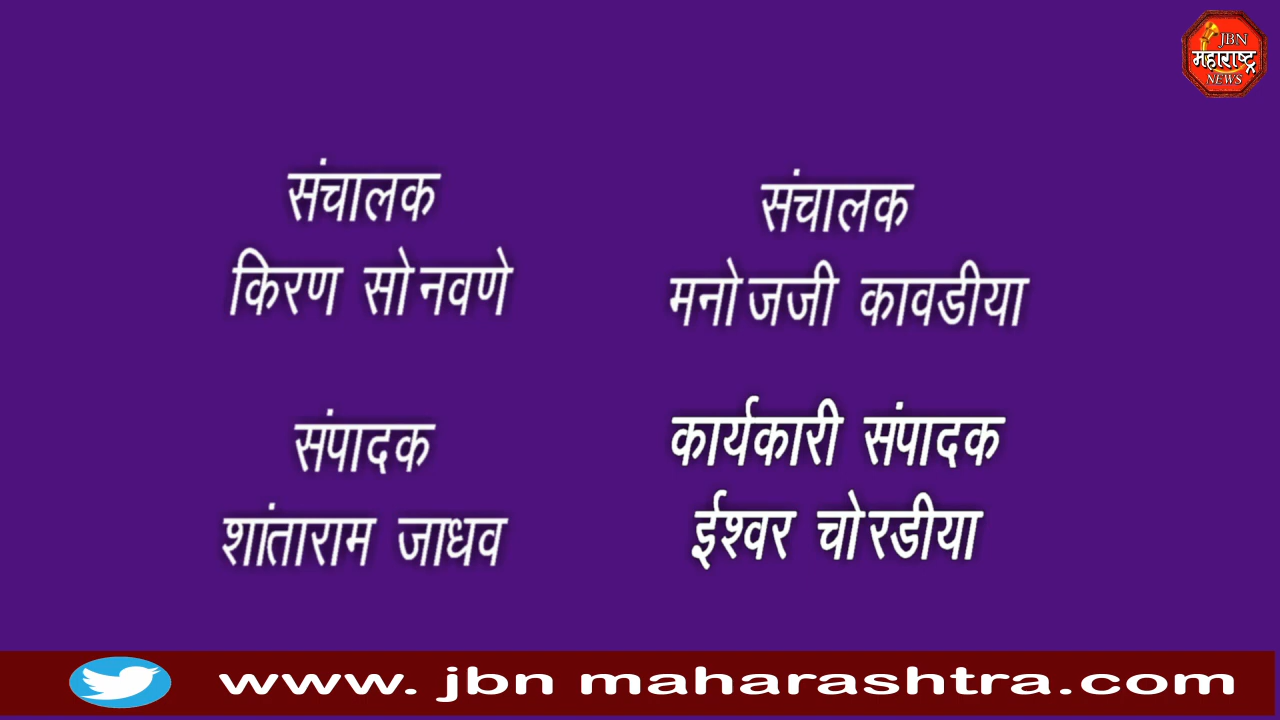 JBN
महाराष्ट्र
NEWS
संचालक
किरण सोनवणे
संचालक
मनोजजी कावडीया
संपादक
शांताराम जाधव
कार्यकारी संपादक
ईश्वर चोरडीया
www. jbn maharashtra.com